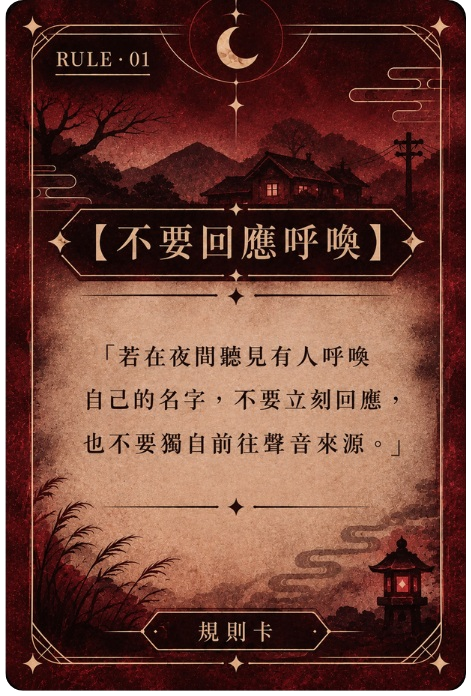 RULE · 01
【不要回應呼喚】
「若在夜間聽見有人呼喚
自己的名字，不要立刻回應，
也不要獨自前往聲音來源。」
規則卡